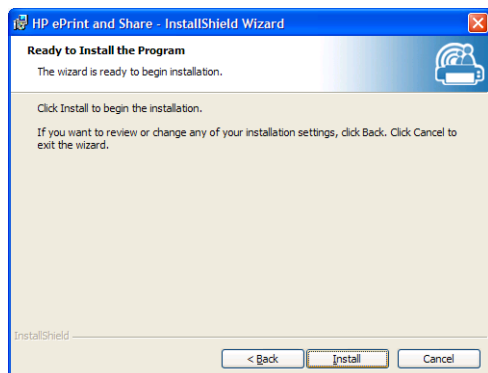 HP ePrint and Share - InstallShield Wizard
Ready to Install the Program
The wizard is ready to begin installation.
Click Install to begin the installation.
If you want to review or change any of your installation settings, click Back. Click Cancel to
exit the wizard.
InstallShield
< Back
Install
Cancel